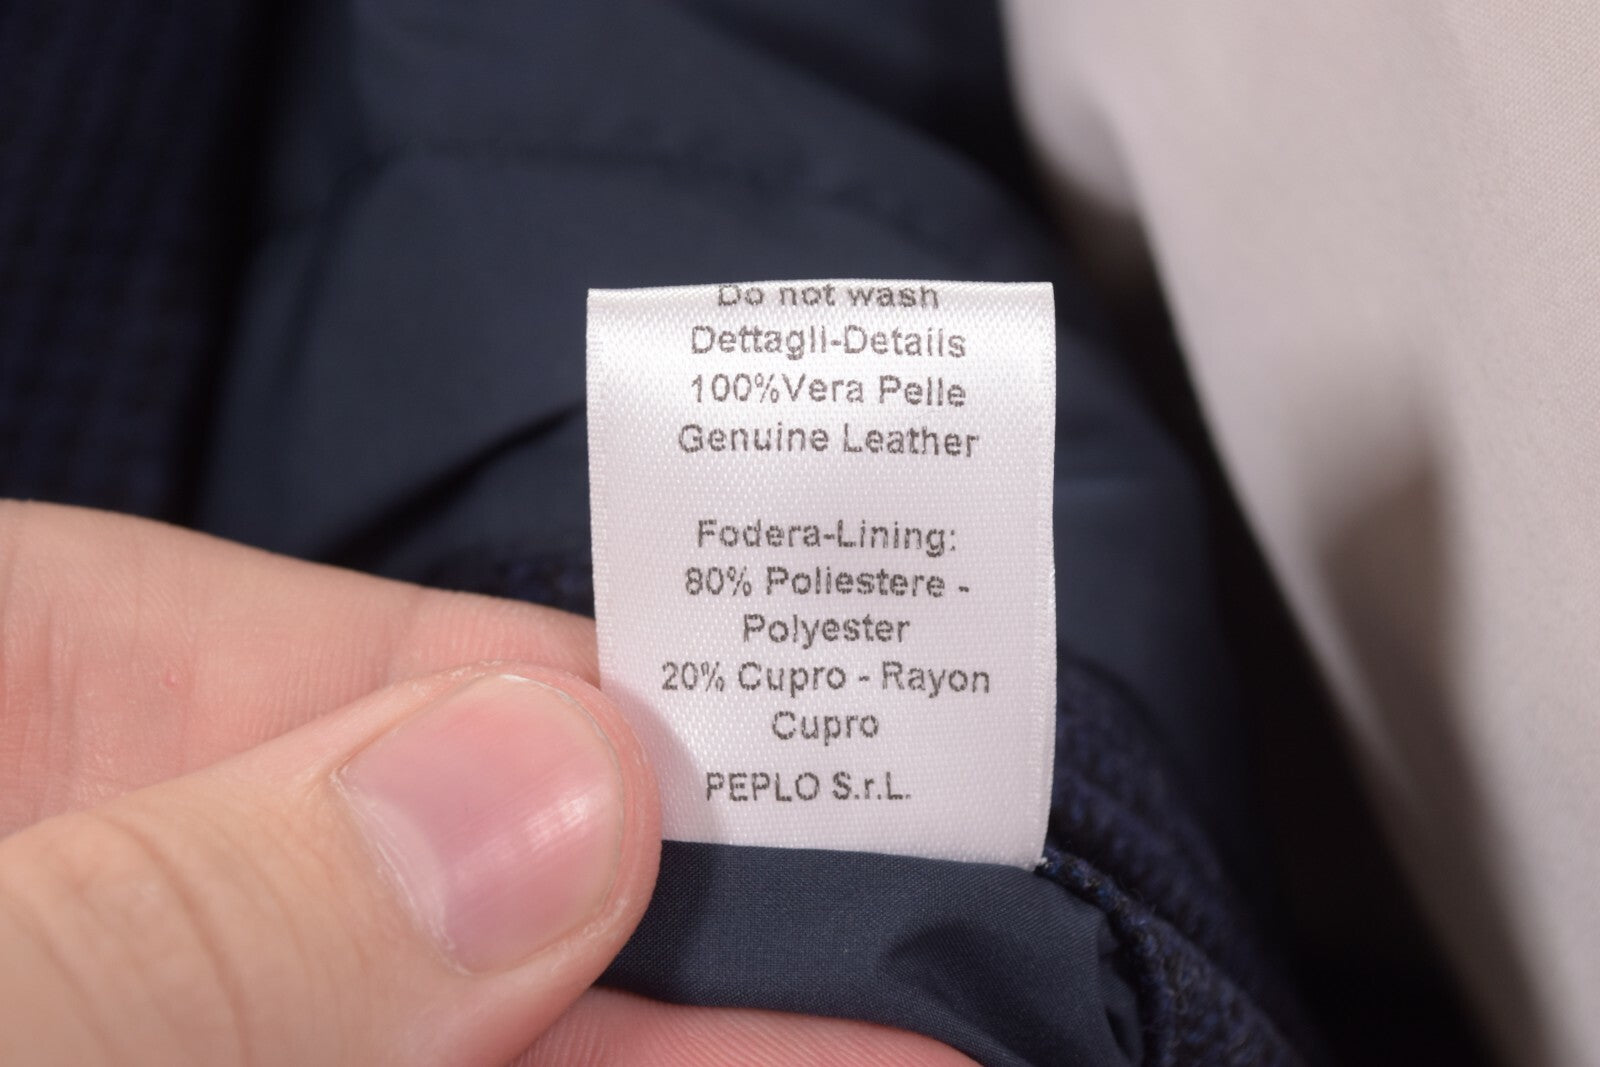 Do not wash
Dettagli-Details
100%Vera Pelle
Genuine Leather
Fodera-Lining:
80% Poliestere -
Polyester
20% Cupro - Rayon
Cupro
PEPLO S.r.L.